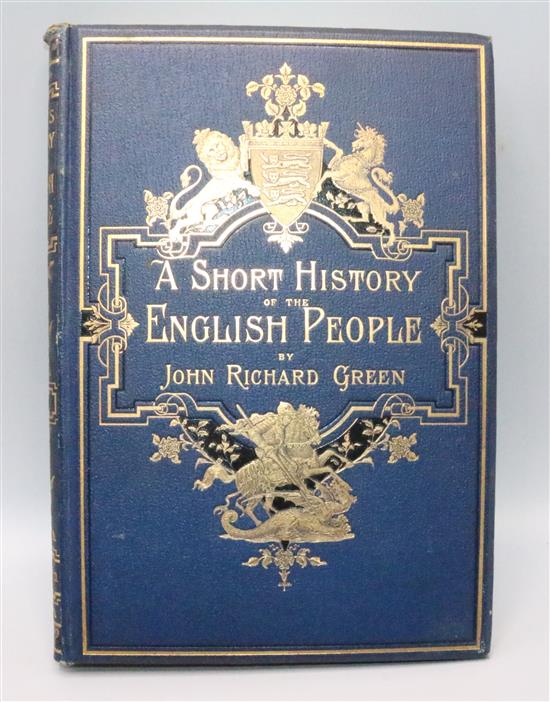 A SHORT HISTORY
OF THE
ENGLISH PEOPLE
BY
JOHN RICHARD GREEN